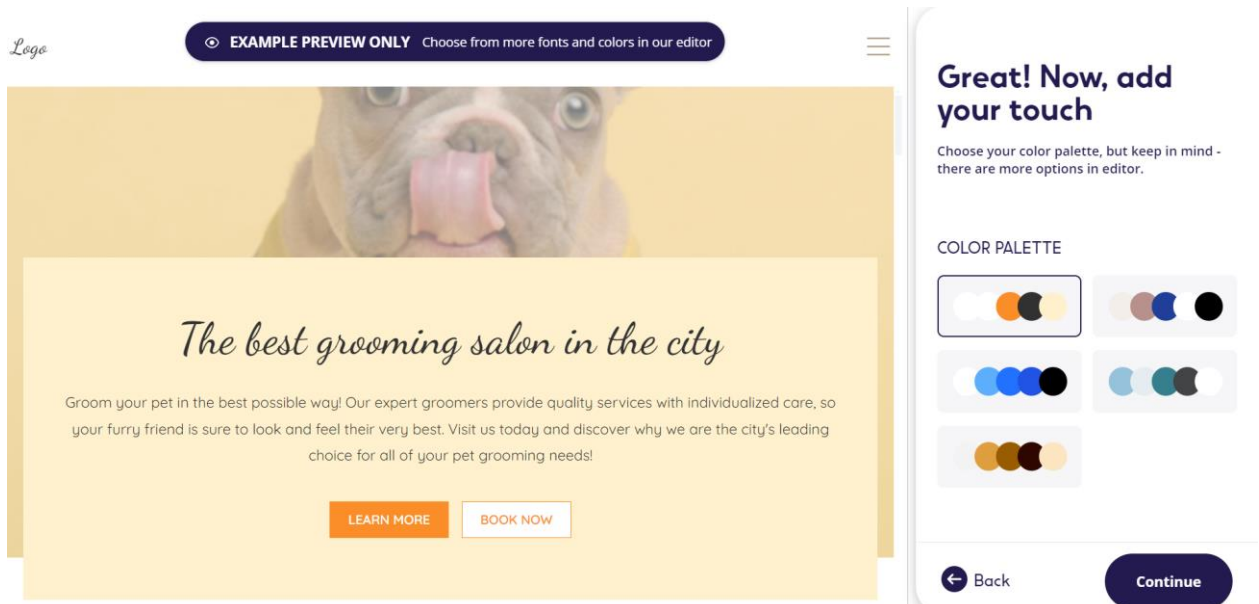 Logo
EXAMPLE PREVIEW ONLY Choose from more fonts and colors in our editor
The best grooming salon in the city
Groom your pet in the best possible way! Our expert groomers provide quality services with individualized care, so
your furry friend is sure to look and feel their very best. Visit us today and discover why we are the city's leading
choice for all of your pet grooming needs!
LEARN MORE
BOOK NOW
Great! Now, add
your touch
Choose your color palette, but keep in mind -
there are more options in editor.
COLOR PALETTE
Back
Continue